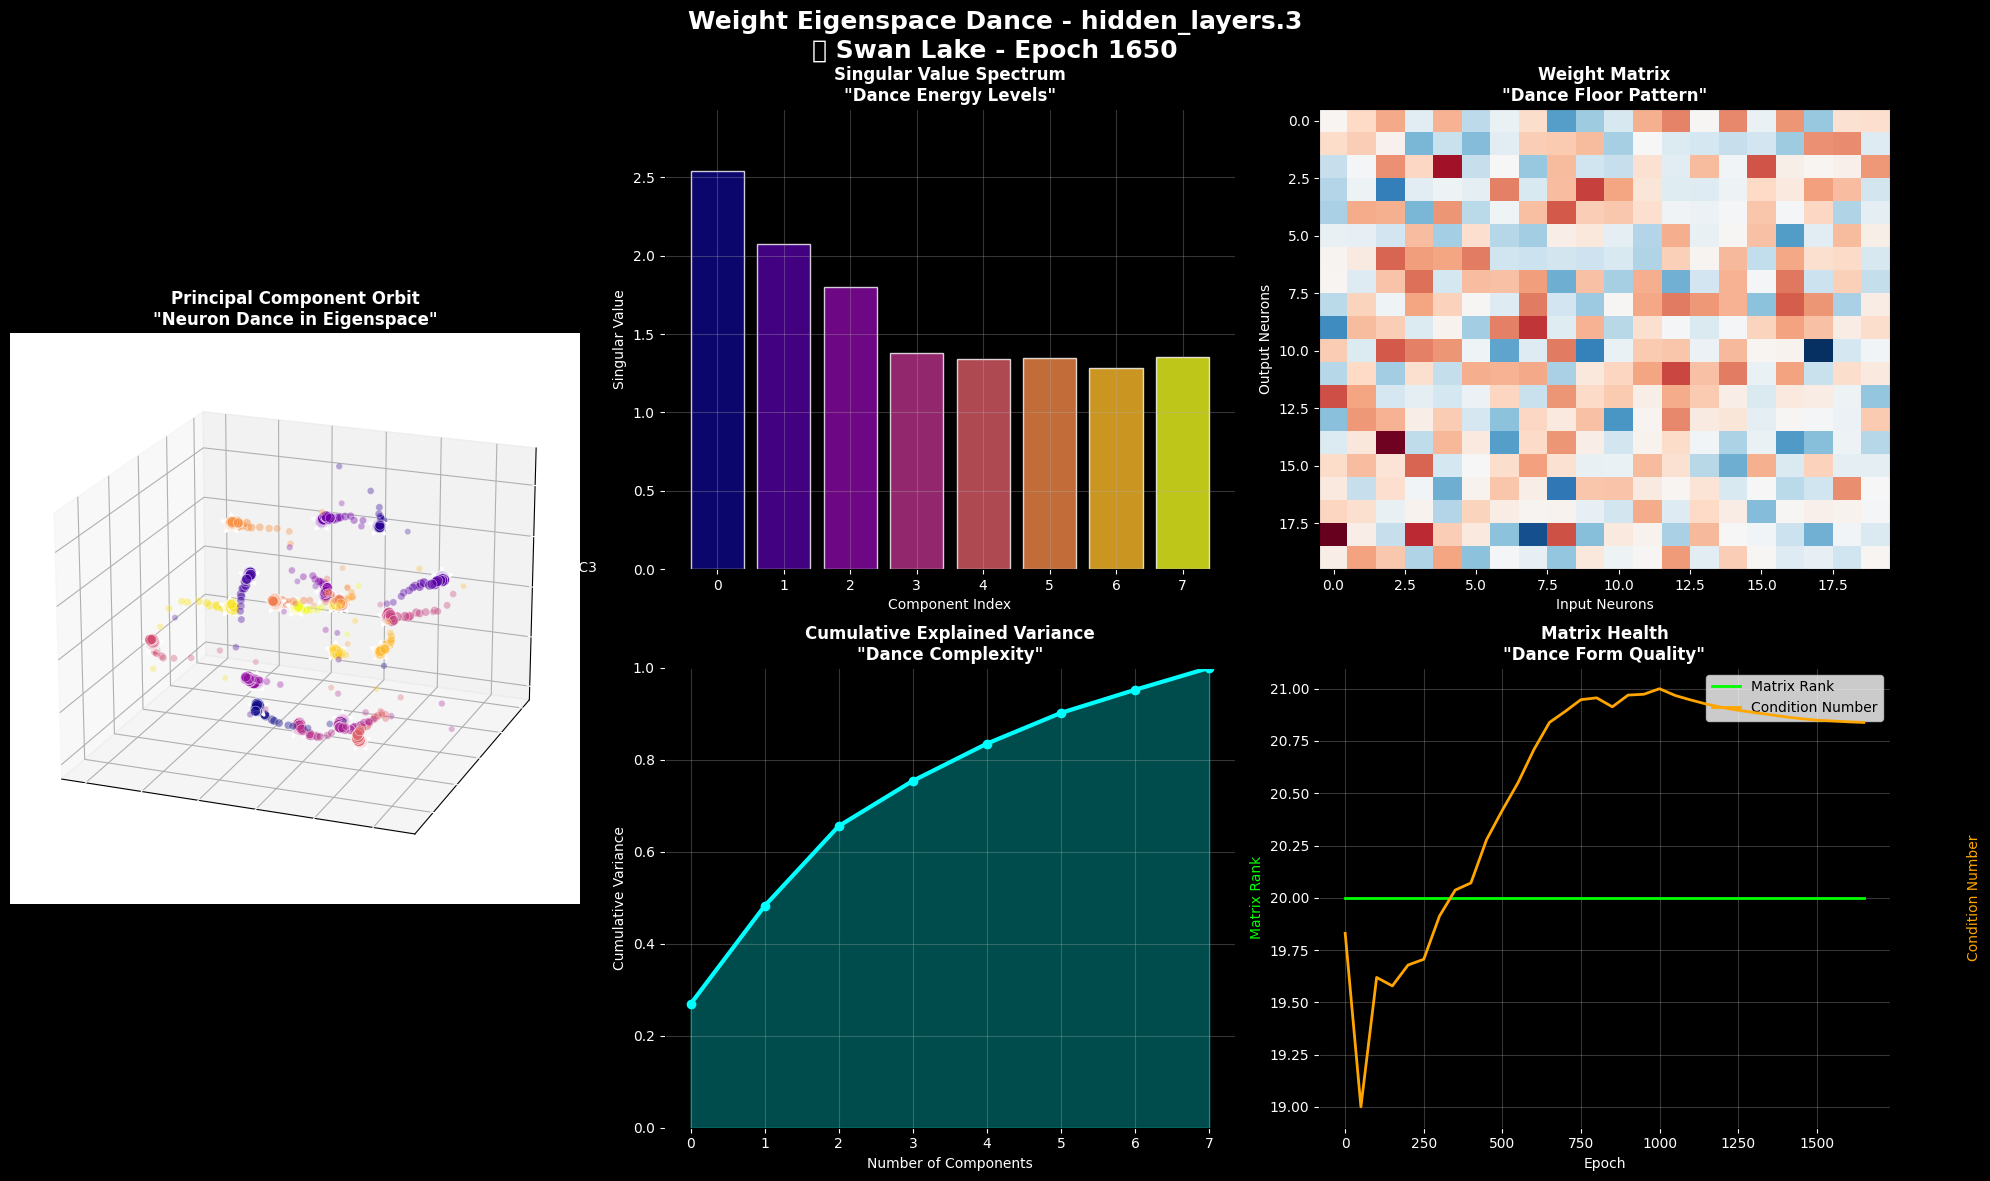 Weight Eigenspace Dance - hidden_layers.3
Swan Lake - Epoch 1650
Principal Component Orbit
"Neuron Dance in Eigenspace"
C3
Singular Value Spectrum
"Dance Energy Levels"
Singular Value
2.5
2.0
1.5
1.0
0.5
0.0
0 1 2 3 4 5 6 7
Component Index
Weight Matrix
"Dance Floor Pattern"
Output Neurons
0.0
2.5
5.0
7.5
10.0
12.5
15.0
17.5
0.0 2.5 5.0 7.5 10.0 12.5 15.0 17.5
Input Neurons
Cumulative Explained Variance
"Dance Complexity"
Cumulative Variance
1.0
0.8
0.6
0.4
0.2
0.0
0 1 2 3 4 5 6 7
Number of Components
Matrix Health
"Dance Form Quality"
Matrix Rank
Condition Number
Matrix Rank
21.00
20.75
20.50
20.25
20.00
19.75
19.50
19.25
19.00
0 250 500 750 1000 1250 1500
Epoch
Condition Number